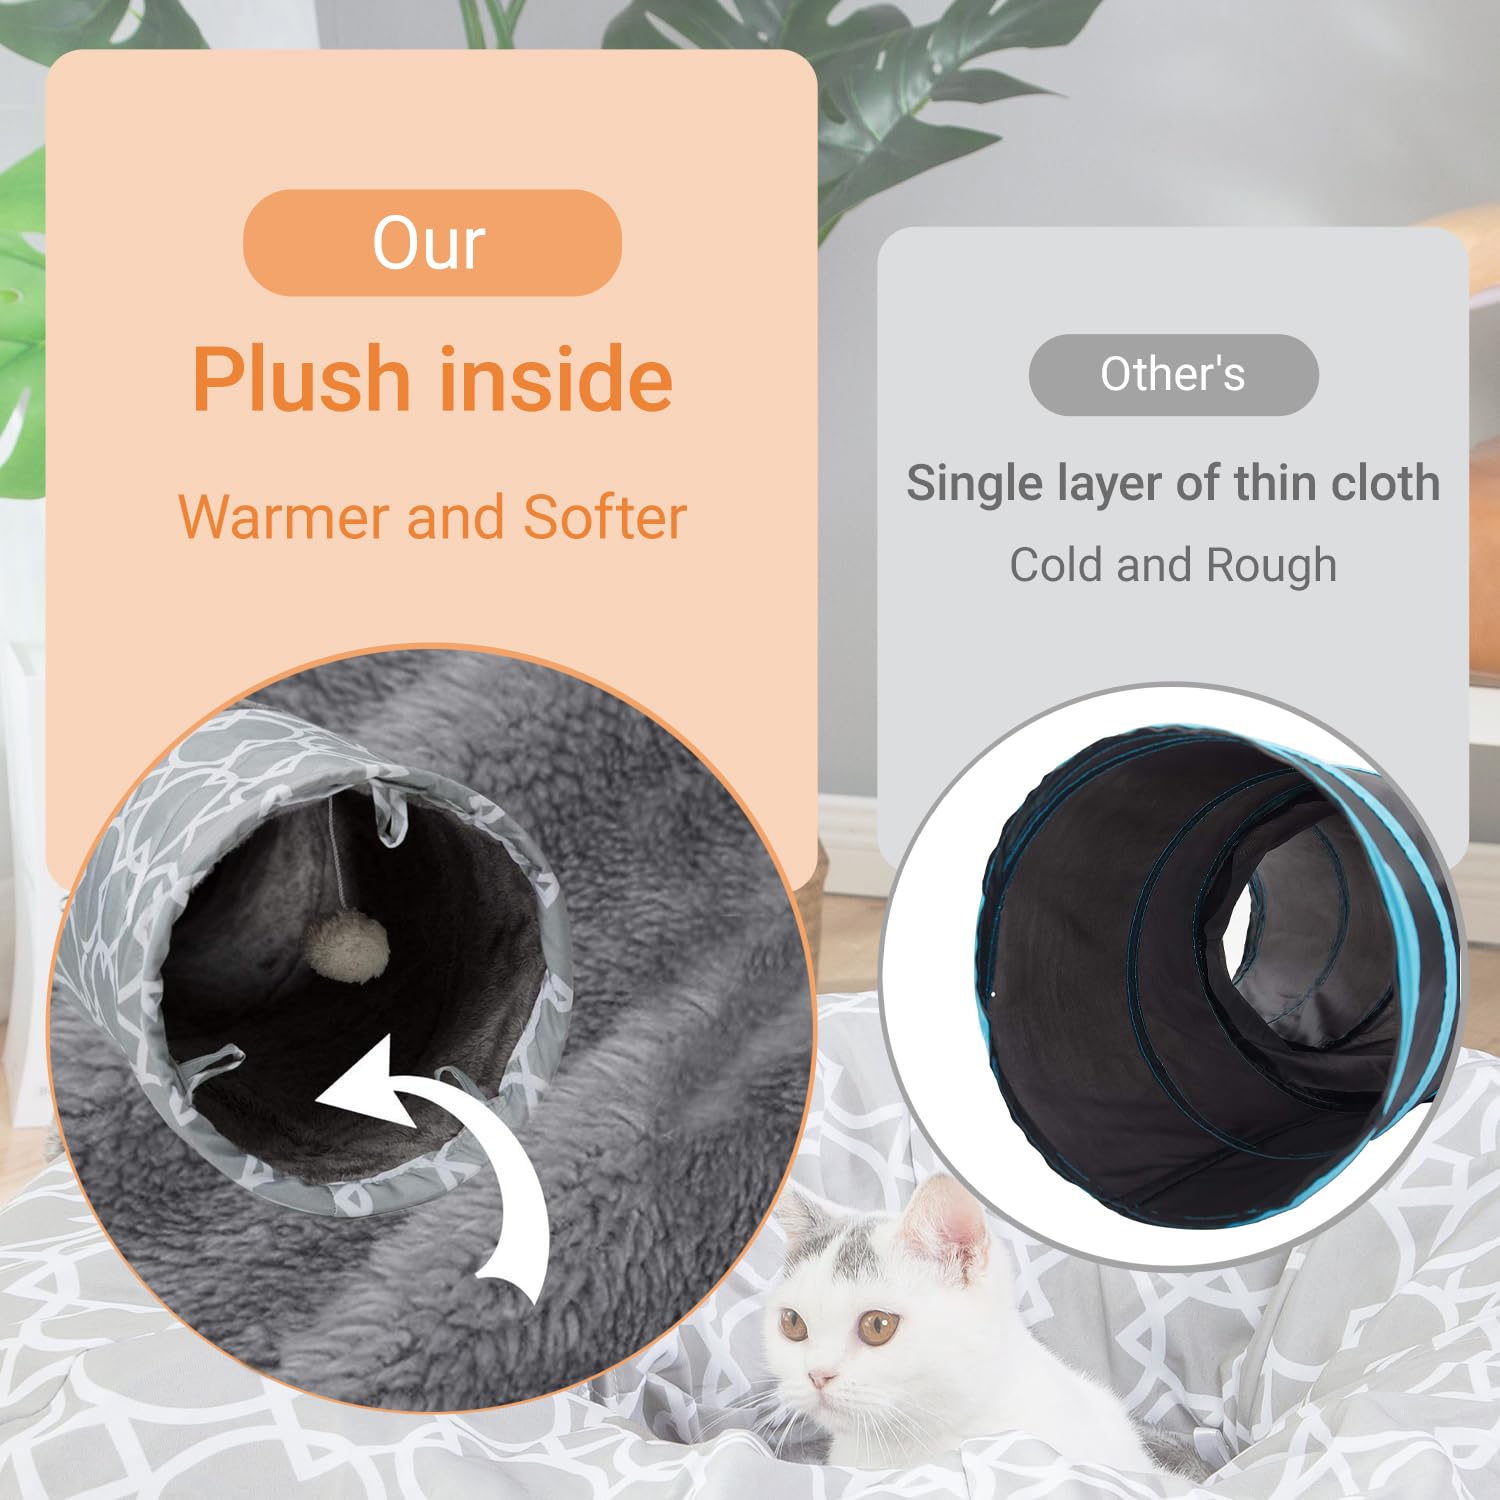 Our
Plush inside
Warmer and Softer
Other's
Single layer of thin cloth
Cold and Rough